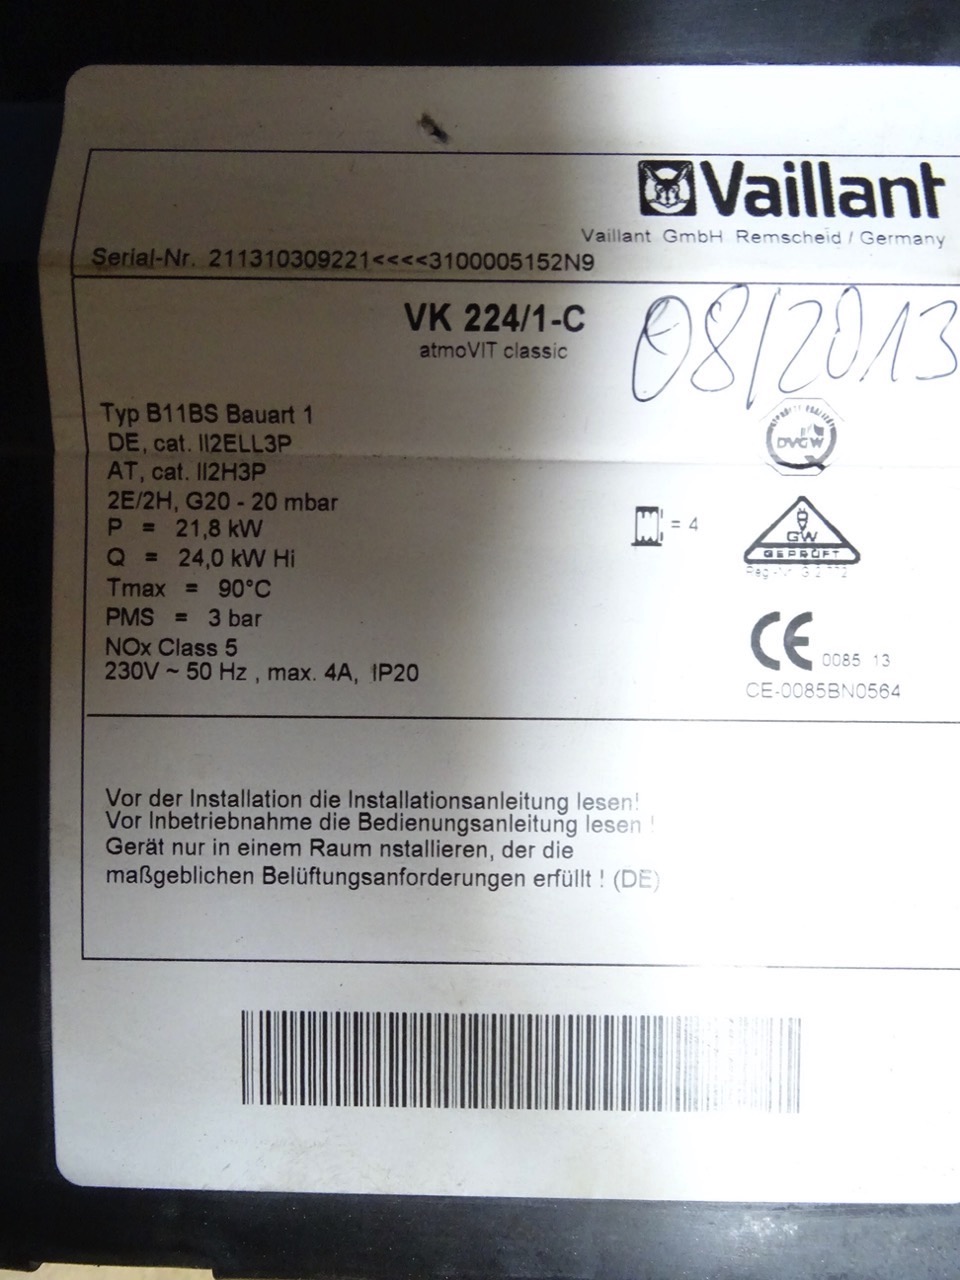 Vaillant
Vaillant GmbH Remscheid / Germany
Serial-Nr. 211310309221<<<<3100005152N9
VK 224/1-C
atmoVIT classic
08/2013
Typ B11BS Bauart 1
DE, cat. II2ELL3P
AT, cat. II2H3P
2E/2H, G20 - 20 mbar
P = 21,8 kW
Q = 24,0 kW Hi
Tmax = 90°C
PMS = 3 bar
NOx Class 5
230V ~ 50 Hz , max. 4A, IP20
DVGW
= 4
GW
GEPRÜFT
CE 0085 13
CE-0085BN0564
Vor der Installation die Installationsanleitung lesen!
Vor Inbetriebnahme die Bedienungsanleitung lesen !
Gerät nur in einem Raum nstallieren, der die
maßgeblichen Belüftungsanforderungen erfüllt ! (DE)